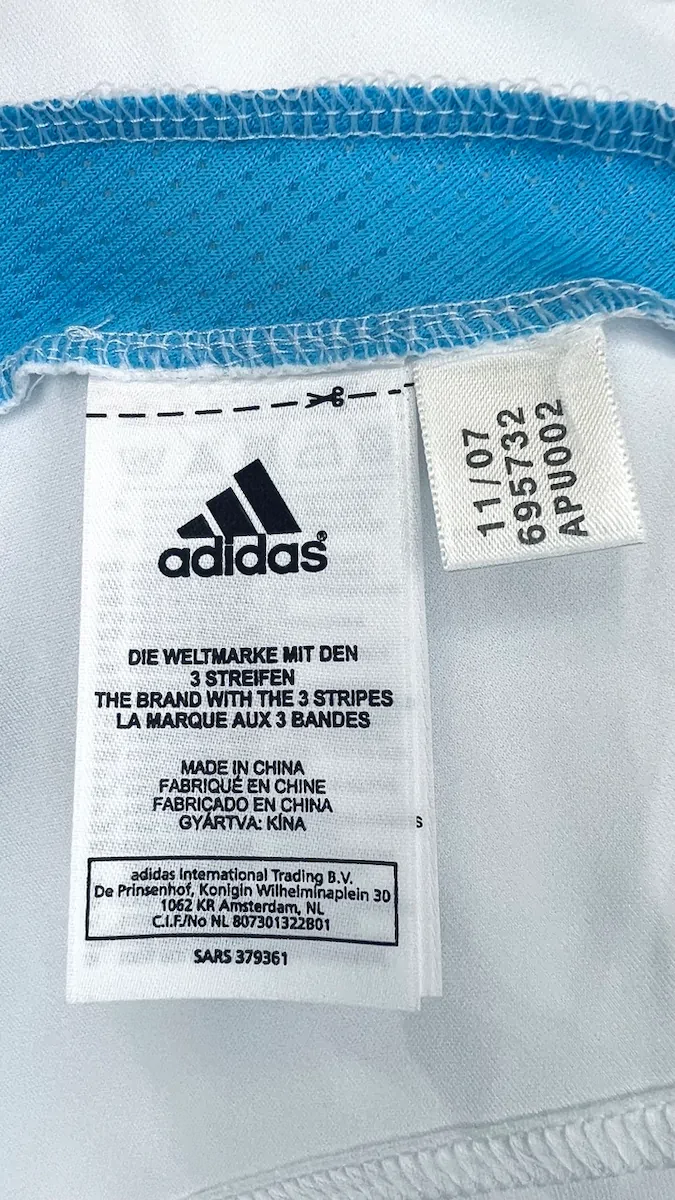 adidas®
DIE WELTMARKE MIT DEN
3 STREIFEN
THE BRAND WITH THE 3 STRIPES
LA MARQUE AUX 3 BANDES
MADE IN CHINA
FABRIQUÉ EN CHINE
FABRICADO EN CHINA
GYÁRTVA: KÍNA
adidas International Trading B.V.
De Prinsenhof, Konigin Wilhelminaplein 30
1062 KR Amsterdam, NL
C.I.F./No NL 807301322B01
SARS 379361
S
11/07
695732
APU002